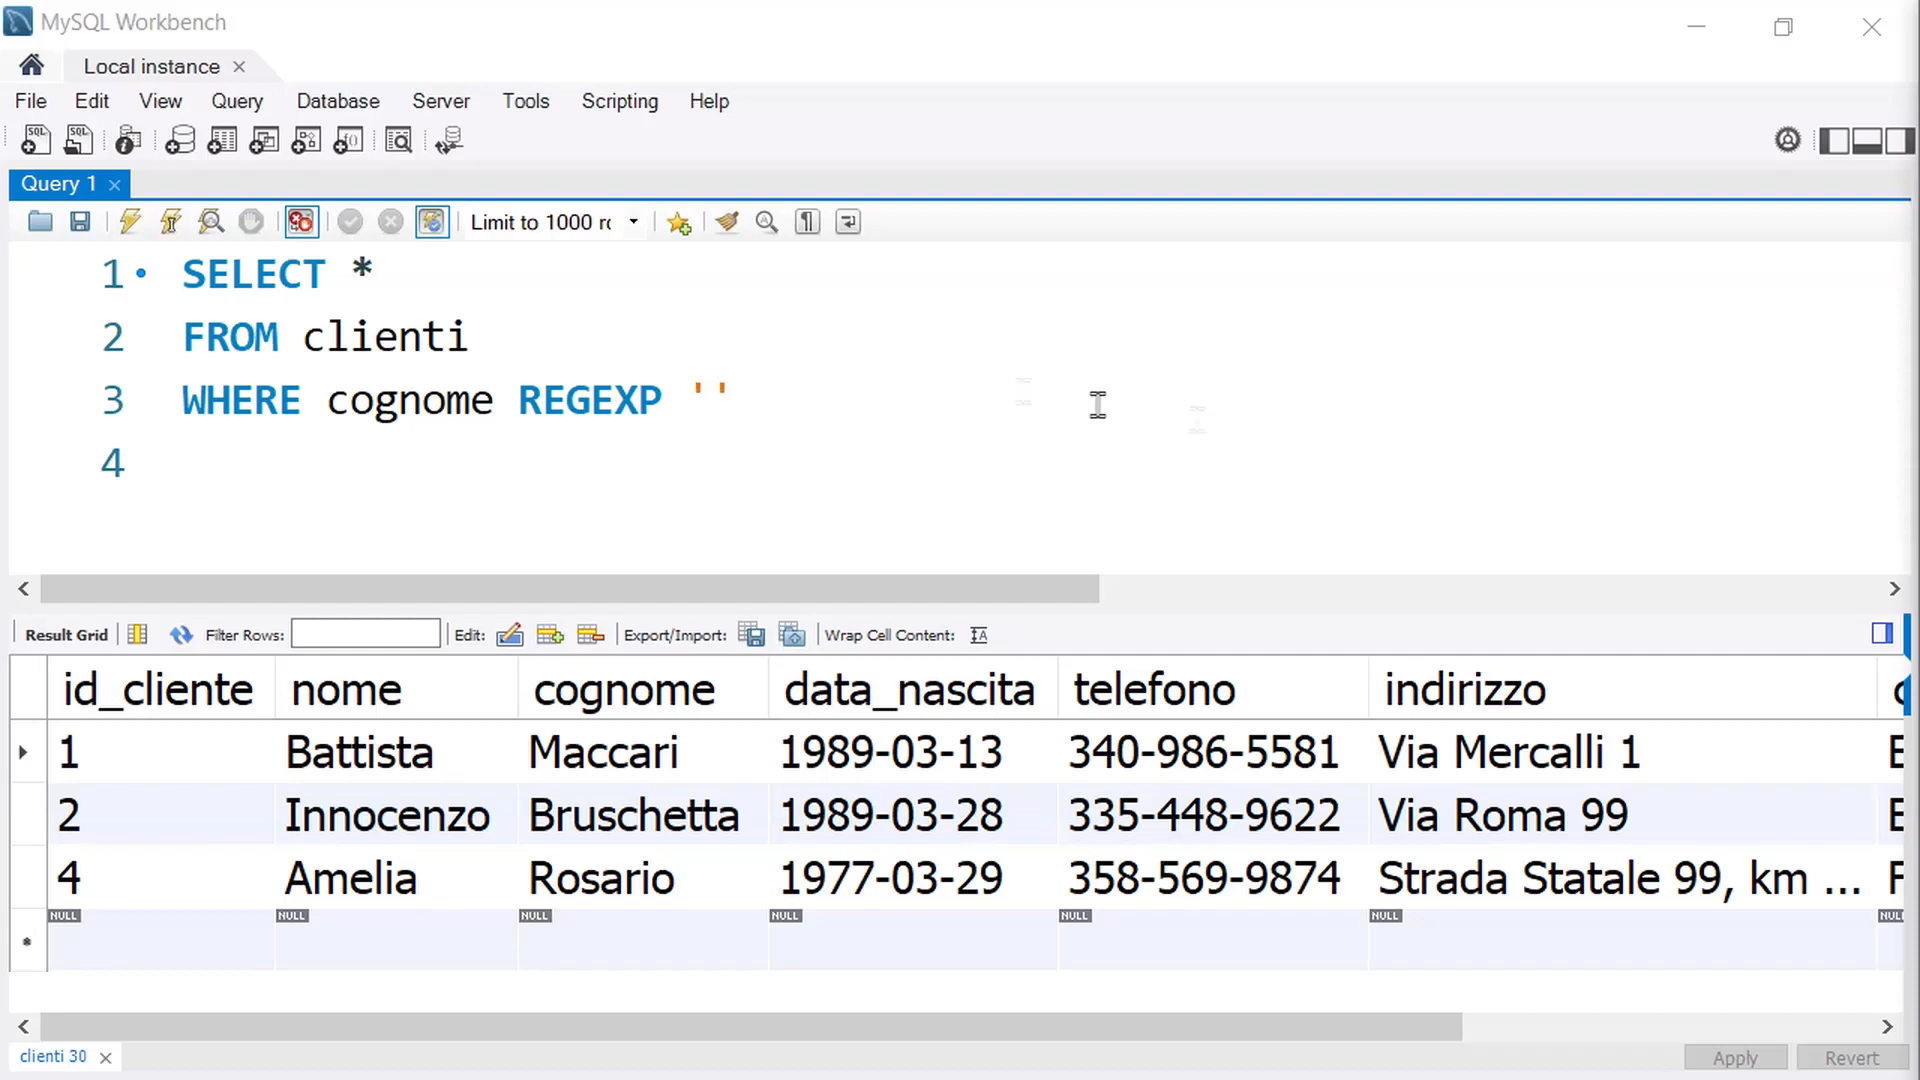 MySQL Workbench
Local instance
File Edit View Query Database Server Tools Scripting Help
Query 1
Limit to 1000 rc
1 SELECT *
2 FROM clienti
3 WHERE cognome REGEXP ''
4
Result Grid Filter Rows: Edit: Export/Import: Wrap Cell Content:
id_cliente nome cognome data_nascita telefono indirizzo
1 Battista Maccari 1989-03-13 340-986-5581 Via Mercalli 1
2 Innocenzo Bruschetta 1989-03-28 335-448-9622 Via Roma 99
4 Amelia Rosario 1977-03-29 358-569-9874 Strada Statale 99, km ...
NULL NULL NULL NULL NULL NULL
clienti 30
Apply Revert